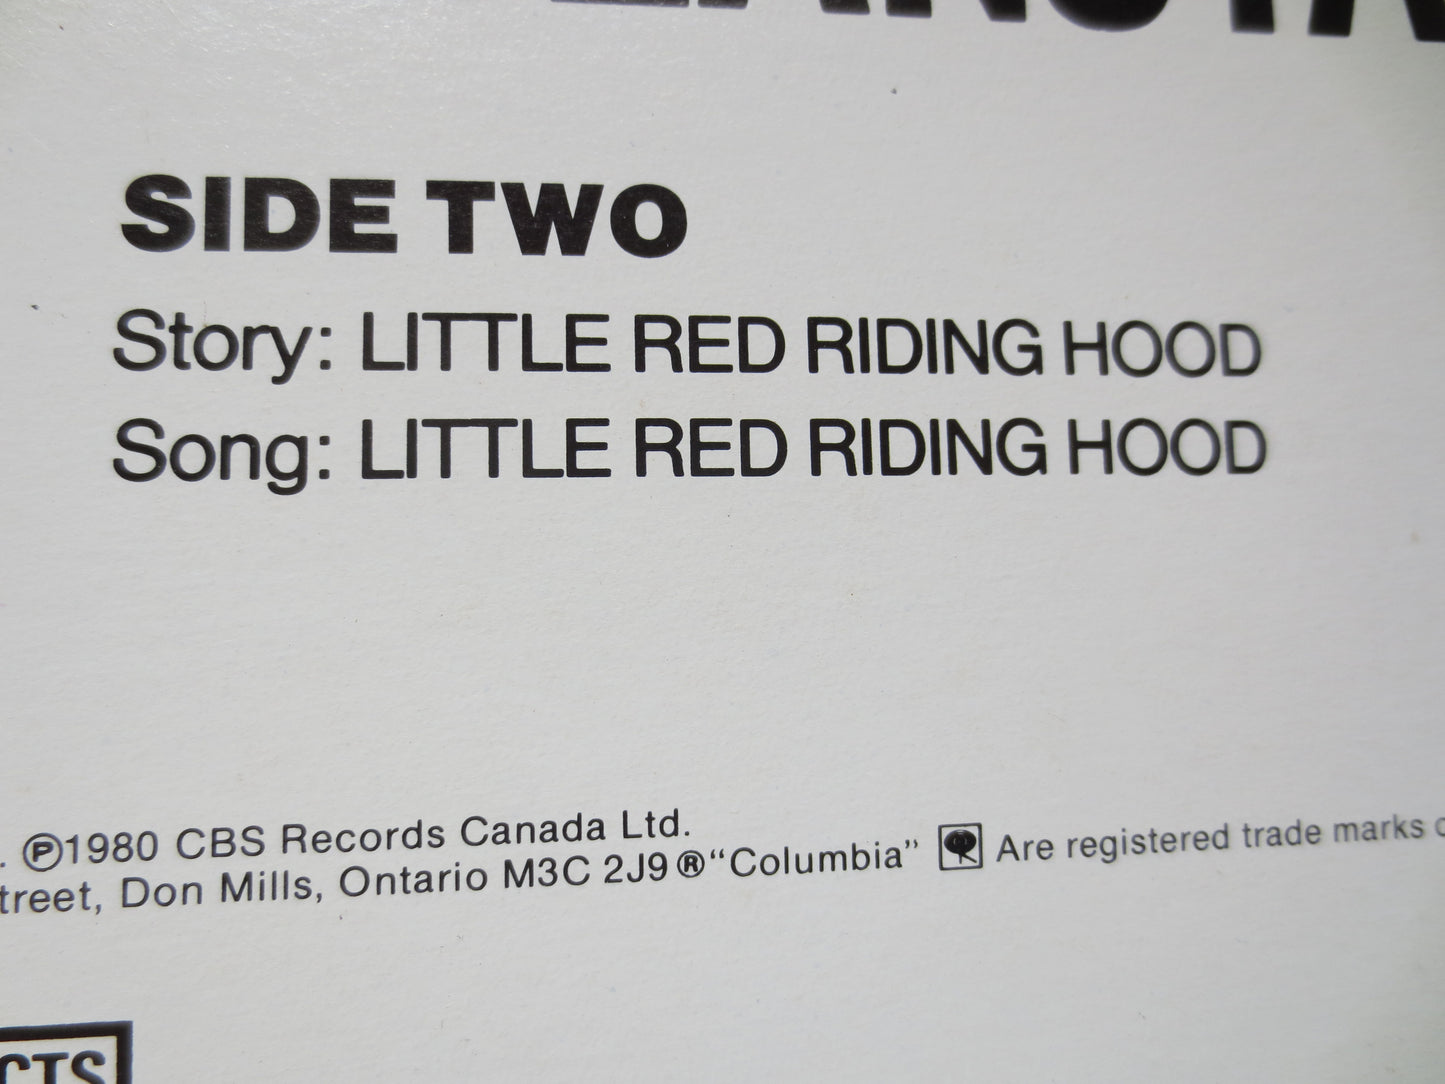 SIDE TWO
Story: LITTLE RED RIDING HOOD
Song: LITTLE RED RIDING HOOD
. ℗1980 CBS Records Canada Ltd.
treet, Don Mills, Ontario M3C 2J9 ® "Columbia" Are registered trade marks
CTS